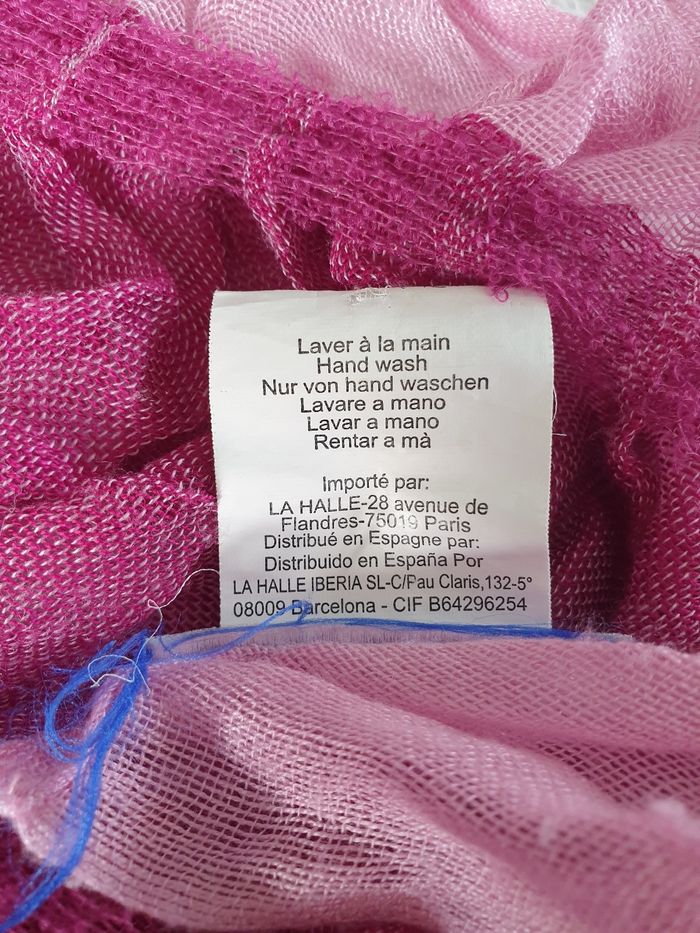 Laver à la main
Hand wash
Nur von hand waschen
Lavare a mano
Lavar a mano
Rentar a mà
Importé par:
LA HALLE-28 avenue de
Flandres-75019 Paris
Distribué en Espagne par:
Distribuido en España Por
LA HALLE IBERIA SL-C/Pau Claris,132-5°
08009 Barcelona - CIF B64296254